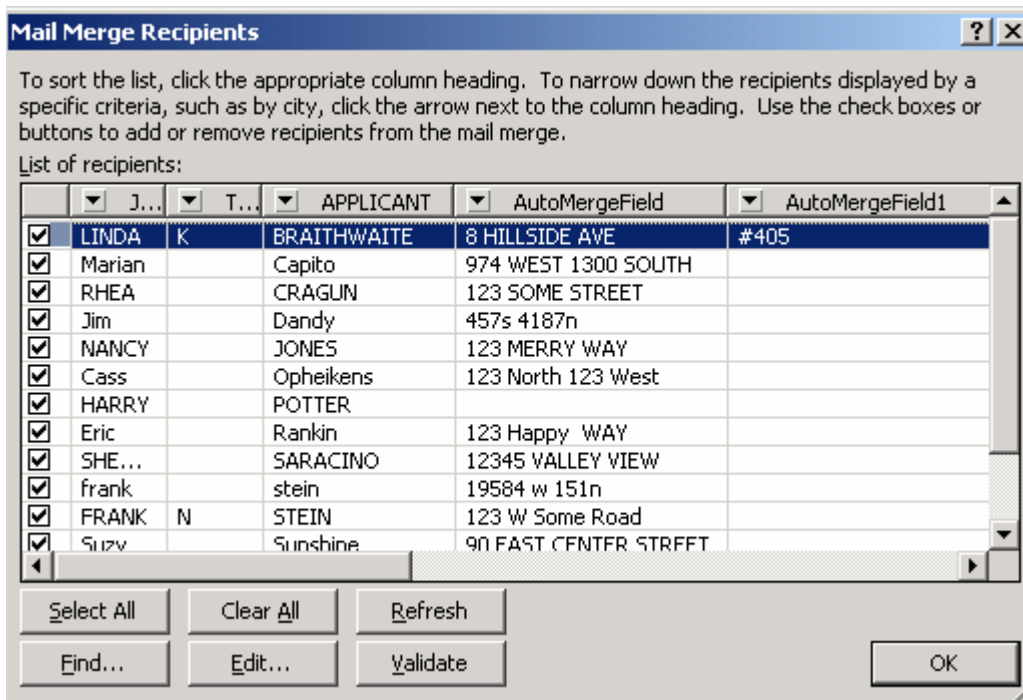 Mail Merge Recipients
To sort the list, click the appropriate column heading. To narrow down the recipients displayed by a
specific criteria, such as by city, click the arrow next to the column heading. Use the check boxes or
buttons to add or remove recipients from the mail merge.
List of recipients:
J... T... APPLICANT AutoMergeField AutoMergeField1
LINDA K BRAITHWAITE 8 HILLSIDE AVE #405
Marian Capito 974 WEST 1300 SOUTH
RHEA CRAGUN 123 SOME STREET
Jim Dandy 457s 4187n
NANCY JONES 123 MERRY WAY
Cass Opheikens 123 North 123 West
HARRY POTTER
Eric Rankin 123 Happy  WAY
SHE... SARACINO 12345 VALLEY VIEW
frank stein 19584 w 151n
FRANK N STEIN 123 W Some Road
Suzy Sunshine 90 EAST CENTER STREET
Select All Clear All Refresh
Find... Edit... Validate OK